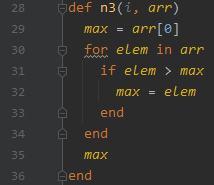 28 def n3(i, arr)
29   max = arr[0]
30   for elem in arr
31     if elem > max
32       max = elem
33     end
34   end
35   max
36 end